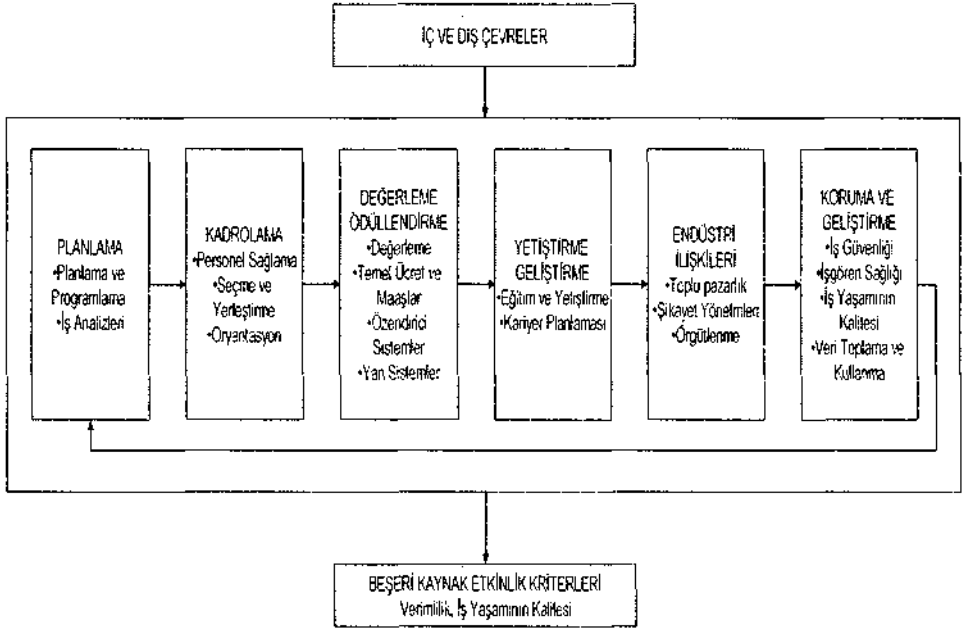 İÇ VE DIŞ ÇEVRELER
PLANLAMA
•Planlama ve
Programlama
•İş Analizleri
KADROLAMA
•Personel Sağlama
•Seçme ve
Yerleştirme
•Oryantasyon
DEĞERLEME
ÖDÜLLENDİRME
•Değerleme
•Temel Ücret ve
Maaşlar
•Özendirici
Sistemler
•Yan Sistemler
YETİŞTİRME
GELİŞTİRME
•Eğitim ve Yetiştirme
•Kariyer Planlaması
ENDÜSTRİ
İLİŞKİLERİ
•Toplu pazarlık
•Şikayet Yönetmleri
•Örgütlenme
KORUMA VE
GELİŞTİRME
•İş Güvenliği
•İşgören Sağlığı
•İş Yaşamının
Kalitesi
•Veri Toplama ve
Kullanma
BEŞERİ KAYNAK ETKİNLİK KRİTERLERİ
Verimlilik, İş Yaşamının Kalitesi